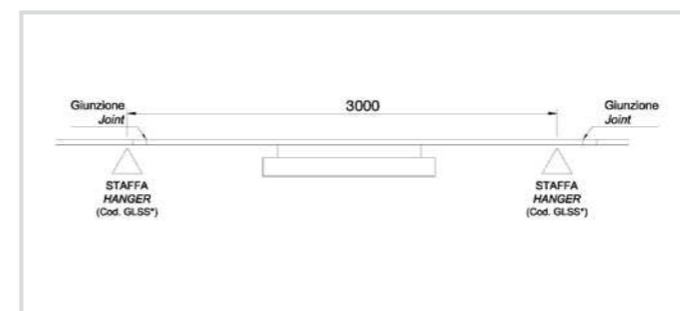 Giunzione
Joint
3000
Giunzione
Joint
STAFFA
HANGER
(Cod. GLSS*)
STAFFA
HANGER
(Cod. GLSS*)